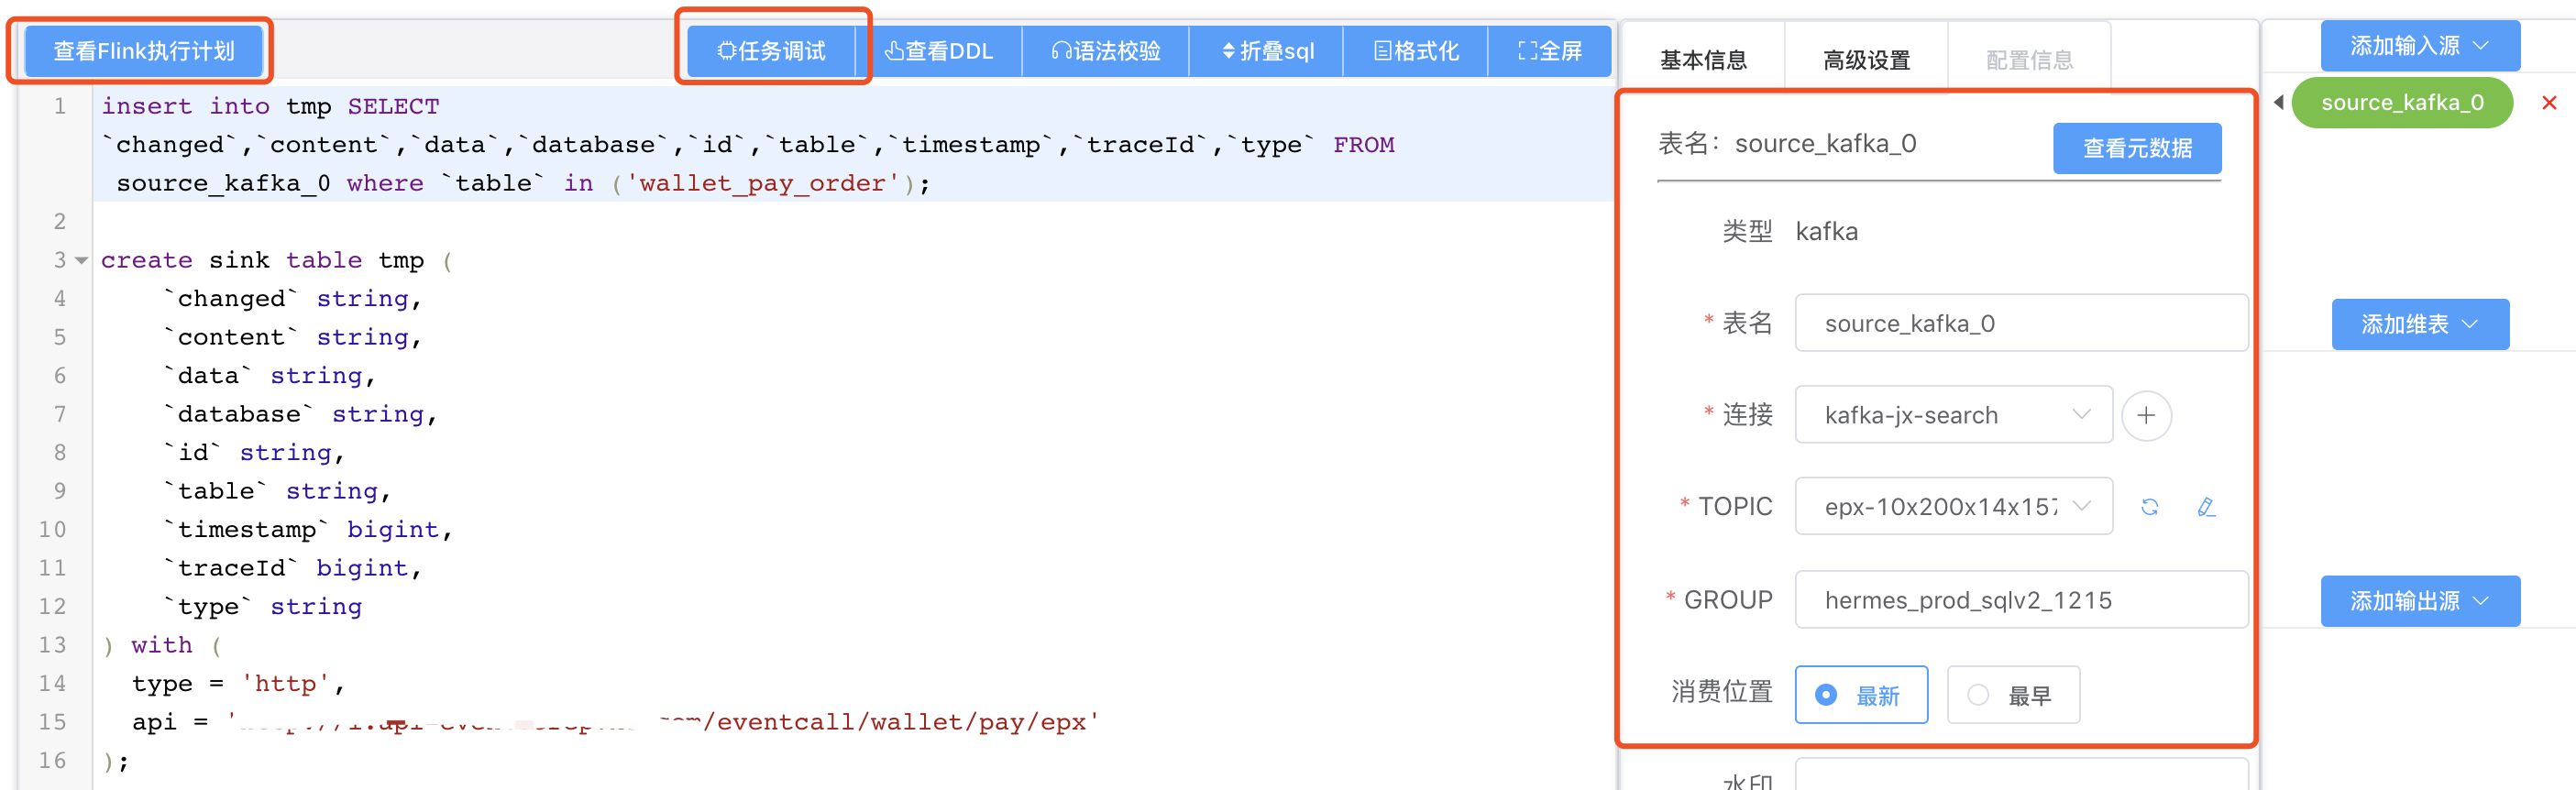 查看Flink执行计划
任务调试 查看DDL 语法校验 折叠sql 格式化 全屏
1 insert into tmp SELECT
`changed`,`content`,`data`,`database`,`id`,`table`,`timestamp`,`traceId`,`type` FROM
source_kafka_0 where `table` in ('wallet_pay_order');
2
3 create sink table tmp (
4 `changed` string,
5 `content` string,
6 `data` string,
7 `database` string,
8 `id` string,
9 `table` string,
10 `timestamp` bigint,
11 `traceId` bigint,
12 `type` string
13 ) with (
14 type = 'http',
15 api = '/eventcall/wallet/pay/epx'
16 );
基本信息 高级设置 配置信息
表名: source_kafka_0 查看元数据
类型 kafka
* 表名 source_kafka_0
* 连接 kafka-jx-search
* TOPIC epx-10x200x14x157
* GROUP hermes_prod_sqlv2_1215
消费位置 最新 最早
水印
添加输入源
source_kafka_0
添加维表
添加输出源